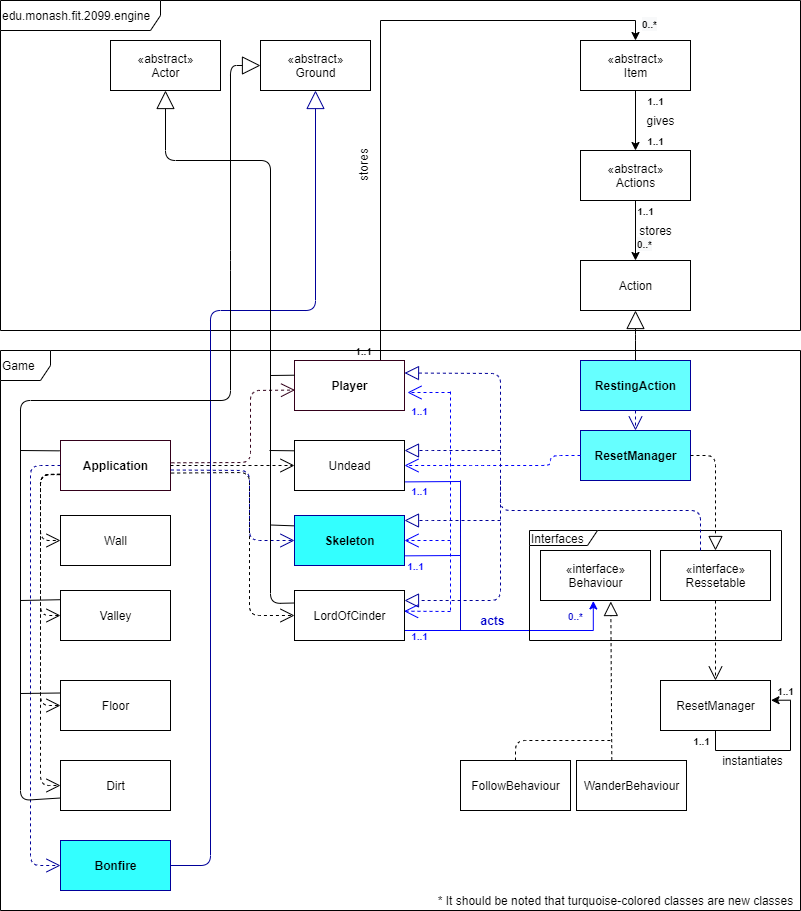 edu.monash.fit.2099.engine
«abstract»
Actor
«abstract»
Ground
0..*
«abstract»
Item
1..1
gives
1..1
stores
«abstract»
Actions
1..1
stores
0..*
Action
Game
1..1
Player
1..1
RestingAction
Application
Undead
1..1
ResetManager
Wall
Skeleton
1..1
Interfaces
«interface»
Behaviour
«interface»
Ressetable
Valley
LordOfCinder
1..1
acts
0..*
Floor
ResetManager
1..1
1..1
instantiates
Dirt
FollowBehaviour
WanderBehaviour
Bonfire
* It should be noted that turquoise-colored classes are new classes